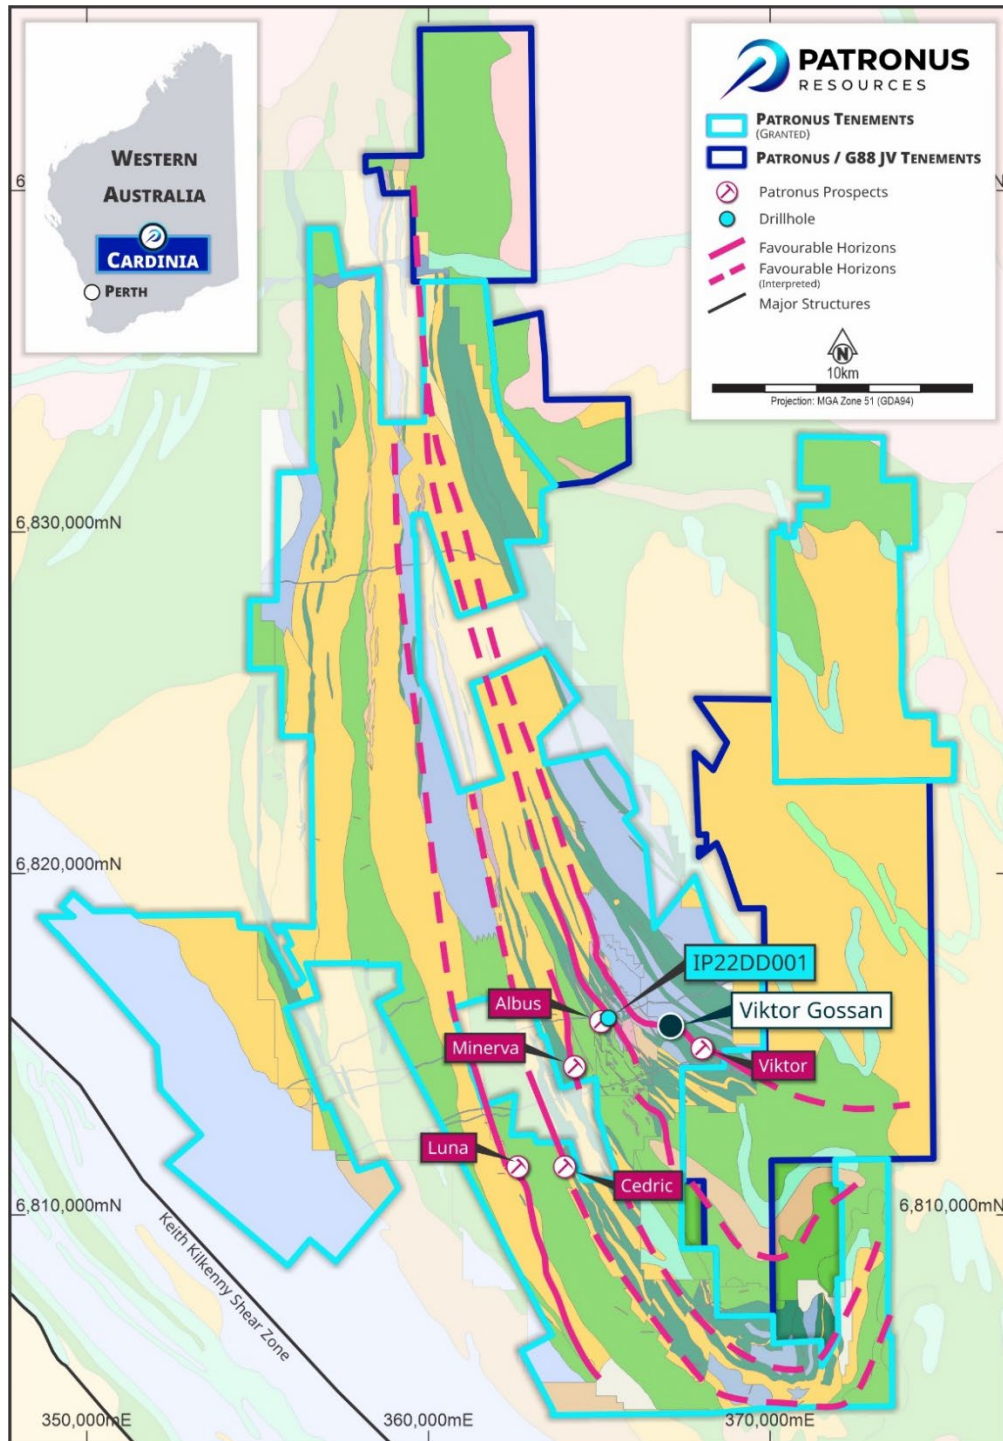 WESTERN
AUSTRALIA
CARDINIA
PERTH
PATRONUS
RESOURCES
PATRONUS TENEMENTS
(GRANTED)
PATRONUS / G88 JV TENEMENTS
Patronus Prospects
Drillhole
Favourable Horizons
Favourable Horizons
(Interpreted)
Major Structures
N
10km
Projection: MGA Zone 51 (GDA94)
6,830,000mN
6,820,000mN
IP22DD001
Albus
Viktor Gossan
Minerva
Viktor
Luna
Cedric
6,810,000mN
6,810,000mN
Keith Kilkenny Shear Zone
350,000mE
360,000mE
370,000mE